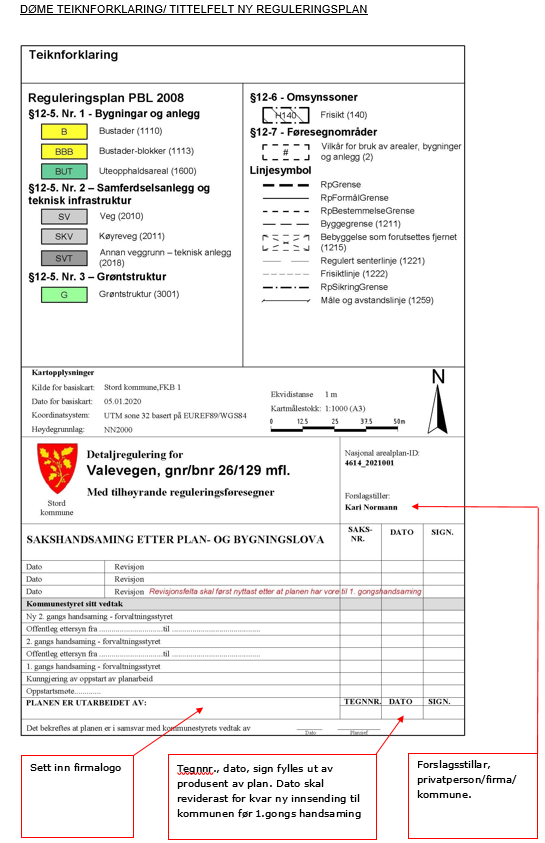 DØME TEIKNFORKLARING/ TITTELFELT NY REGULERINGSPLAN
Teiknforklaring
Reguleringsplan PBL 2008
§12-5. Nr. 1 - Bygningar og anlegg
B Bustader (1110)
BBB Bustader-blokker (1113)
BUT Uteopphaldsareal (1600)
§12-5. Nr. 2 – Samferdselsanlegg og
teknisk infrastruktur
SV Veg (2010)
SKV Køyreveg (2011)
SVT Annan veggrunn – teknisk anlegg
(2018)
§12-5. Nr. 3 – Grøntstruktur
G Grøntstruktur (3001)
§12-6 - Omsynssoner
H140 Frisikt (140)
§12-7 - Føresegnområder
# Vilkår for bruk av arealer, bygninger
og anlegg (2)
Linjesymbol
RpGrense
RpFormålGrense
RpBestemmelseGrense
Byggegrense (1211)
Bebyggelse som forutsettes fjernet
(1215)
Regulert senterlinje (1221)
Frisiktlinje (1222)
RpSikringGrense
Måle og avstandslinje (1259)
Kartopplysninger
Kilde for basiskart: Stord kommune,FKB 1
Dato for basiskart: 05.01.2020
Koordinatsystem: UTM sone 32 basert på EUREF89/WGS84
Høydegrunnlag: NN2000
Ekvidistanse 1 m
Kartmålestokk: 1:1000 (A3)
0 12.5 25 37.5 50m
N
Stord
kommune
Detaljregulering for
Valevegen, gnr/bnr 26/129 mfl.
Med tilhøyrande reguleringsføresegner
Nasjonal arealplan-ID:
4614_2021001
Forslagstiller:
Kari Normann
SAKSHANDSAMING ETTER PLAN- OG BYGNINGSLOVA
SAKS-
NR.
DATO
SIGN.
Dato Revisjon
Dato Revisjon
Dato Revisjon Revisjonsfelta skal først nyttast etter at planen har vore til 1. gongshandsaming
Kommunestyret sitt vedtak
Ny 2. gangs handsaming - forvaltningsstyret
Offentleg ettersyn fra ................................til ............................................
2. gangs handsaming - forvaltningsstyret
Offentleg ettersyn fra ................................til ............................................
1. gangs handsaming - forvaltningsstyret
Kunngjering av oppstart av planarbeid
Oppstartsmøte.............
PLANEN ER UTARBEIDET AV:
TEGNNR. DATO SIGN.
Det bekreftes at planen er i samsvar med kommunestyrets vedtak av
Dato Planref
Sett inn firmalogo
Tegnnr., dato, sign fylles ut av
produsent av plan. Dato skal
reviderast for kvar ny innsending til
kommunen før 1.gongs handsaming
Forslagsstillar,
privatperson/firma/
kommune.